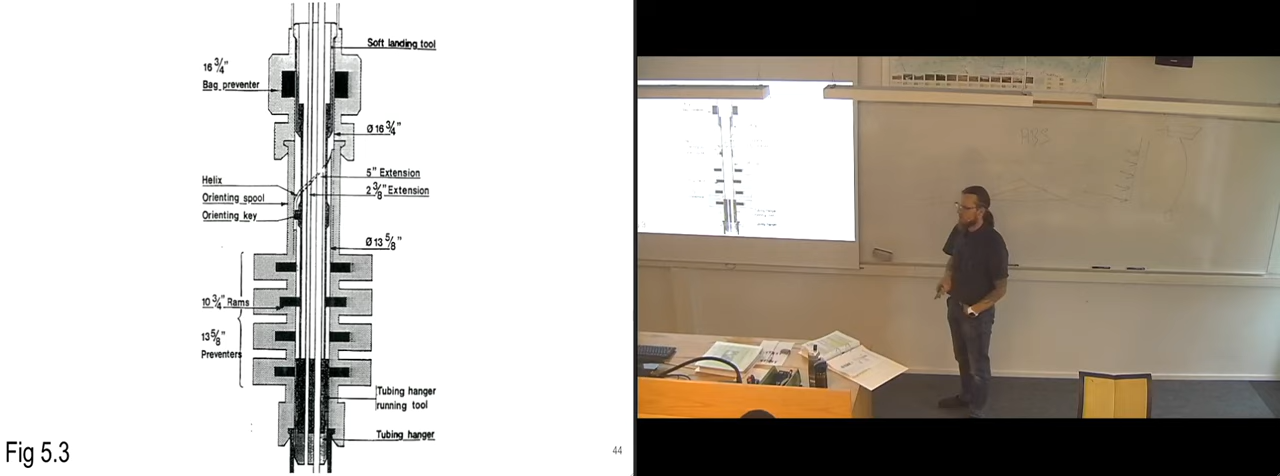 Soft landing tool
16 3/4"
Bag preventer
Ø 16 3/4"
5" Extension
2 3/8" Extension
Helix
Orienting spool
Orienting key
Ø 13 5/8"
10 3/4" Rams
13 5/8"
Preventers
Tubing hanger
running tool
Tubing hanger
Fig 5.3
44